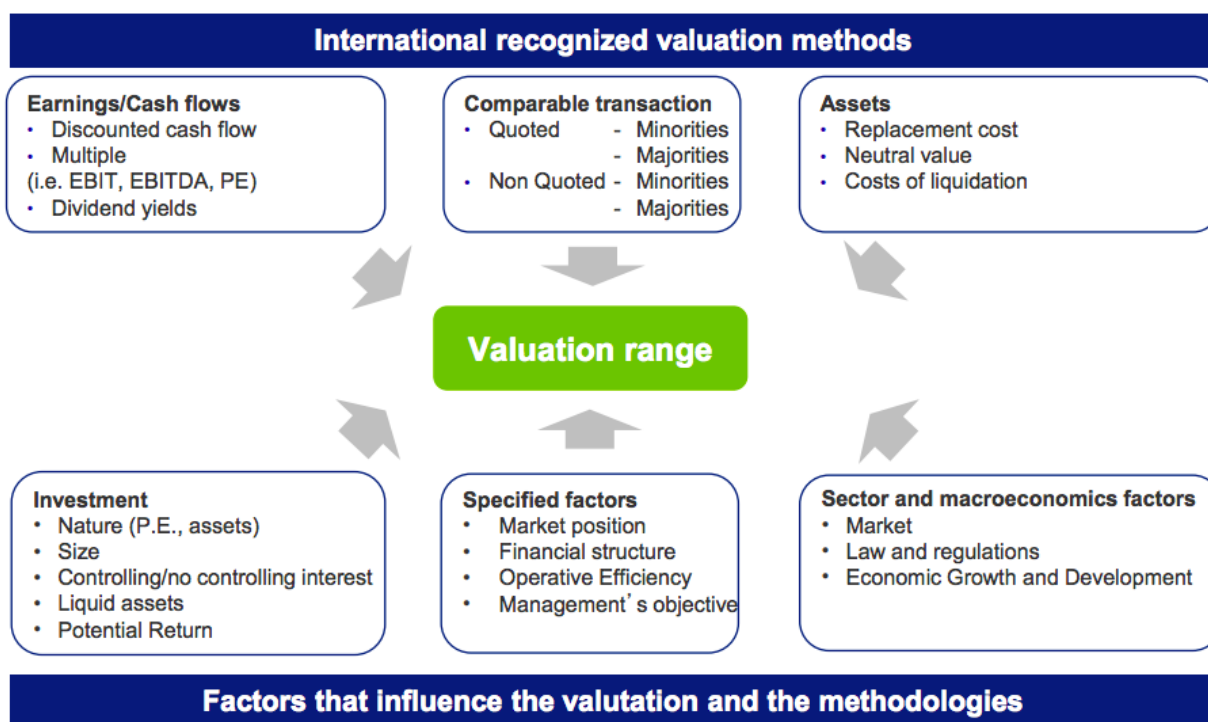 International recognized valuation methods
Earnings/Cash flows
• Discounted cash flow
• Multiple
(i.e. EBIT, EBITDA, PE)
• Dividend yields
Comparable transaction
• Quoted - Minorities
- Majorities
• Non Quoted - Minorities
- Majorities
Assets
• Replacement cost
• Neutral value
• Costs of liquidation
Valuation range
Investment
• Nature (P.E., assets)
• Size
• Controlling/no controlling interest
• Liquid assets
• Potential Return
Specified factors
• Market position
• Financial structure
• Operative Efficiency
• Management's objective
Sector and macroeconomics factors
• Market
• Law and regulations
• Economic Growth and Development
Factors that influence the valutation and the methodologies